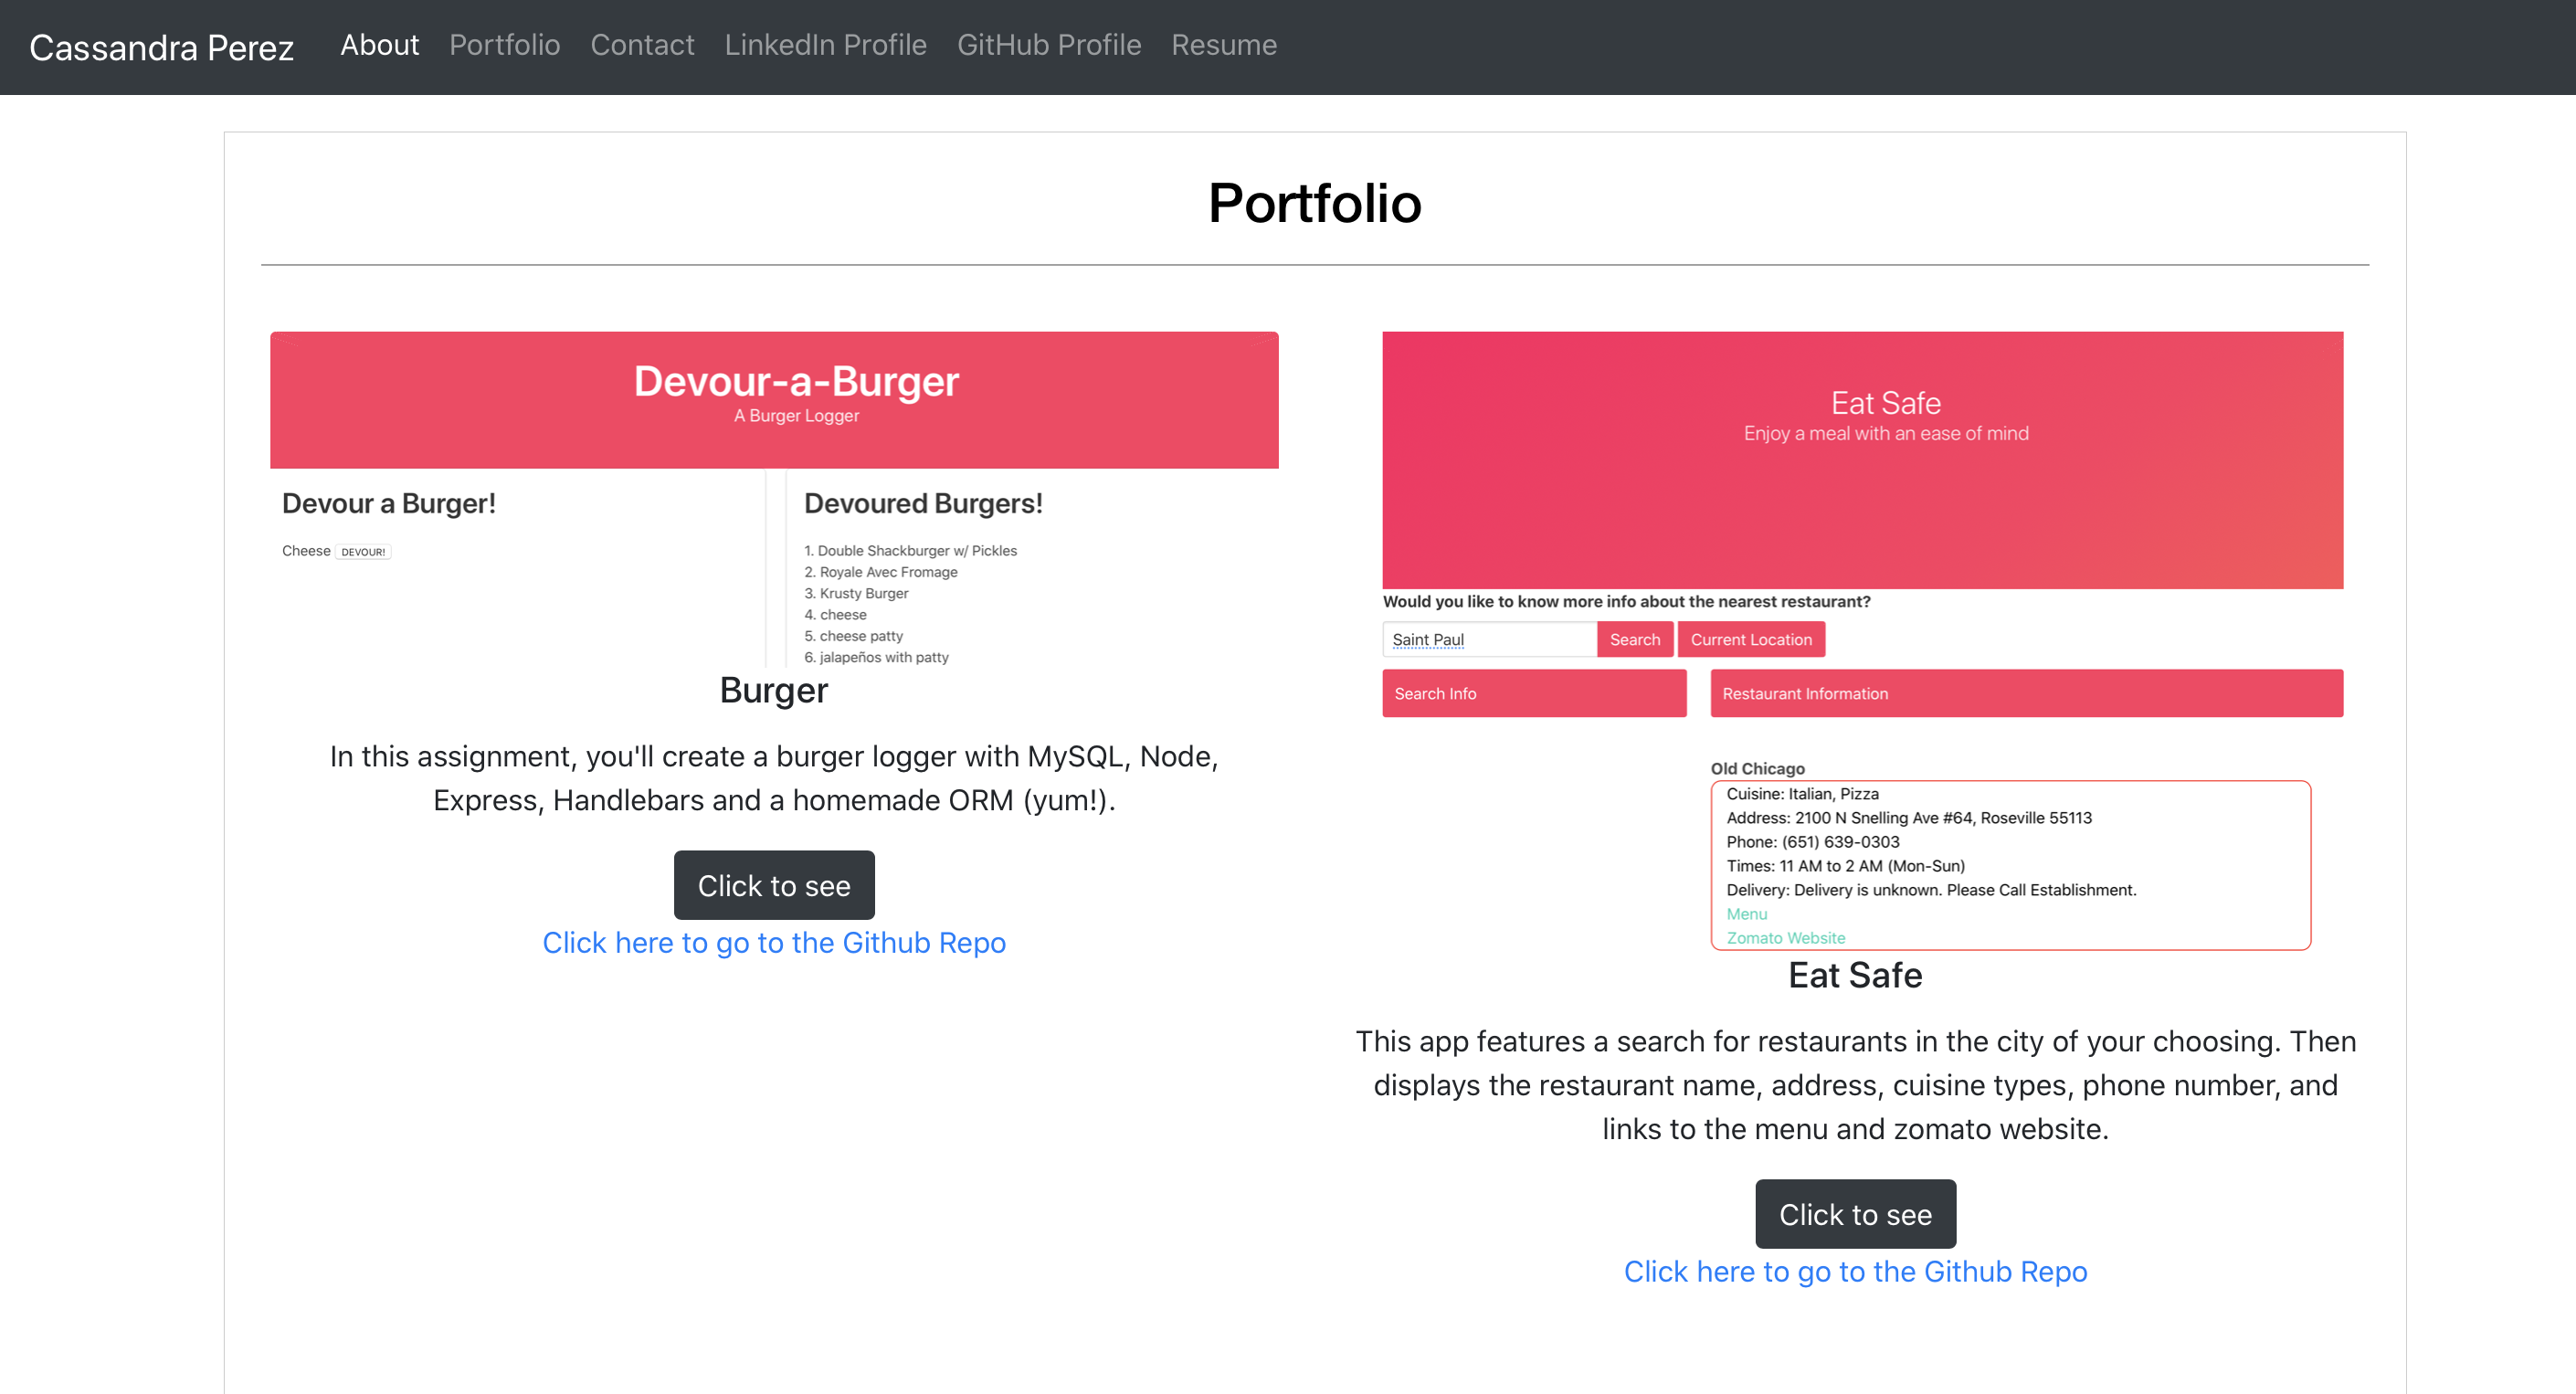 Cassandra Perez About Portfolio Contact LinkedIn Profile GitHub Profile Resume
Portfolio
Devour-a-Burger
A Burger Logger
Devour a Burger!
Cheese DEVOUR!
Devoured Burgers!
1. Double Shackburger w/ Pickles
2. Royale Avec Fromage
3. Krusty Burger
4. cheese
5. cheese patty
6. jalapeños with patty
Burger
In this assignment, you'll create a burger logger with MySQL, Node,
Express, Handlebars and a homemade ORM (yum!).
Click to see
Click here to go to the Github Repo
Eat Safe
Enjoy a meal with an ease of mind
Would you like to know more info about the nearest restaurant?
Saint Paul Search Current Location
Search Info Restaurant Information
Old Chicago
Cuisine: Italian, Pizza
Address: 2100 N Snelling Ave #64, Roseville 55113
Phone: (651) 639-0303
Times: 11 AM to 2 AM (Mon-Sun)
Delivery: Delivery is unknown. Please Call Establishment.
Menu
Zomato Website
Eat Safe
This app features a search for restaurants in the city of your choosing. Then
displays the restaurant name, address, cuisine types, phone number, and
links to the menu and zomato website.
Click to see
Click here to go to the Github Repo